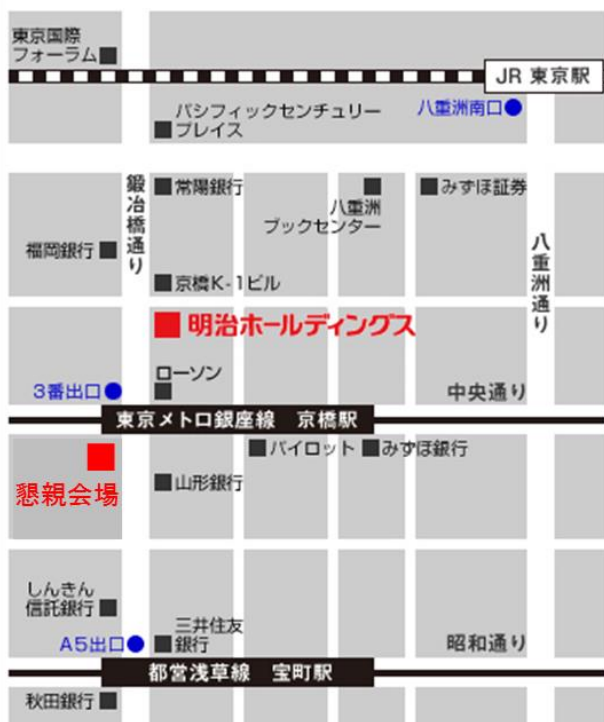 東京国際
フォーラム
JR 東京駅
パシフィックセンチュリー
プレイス
八重洲南口
鍛冶橋通り
常陽銀行
八重洲
ブックセンター
みずほ証券
福岡銀行
八重洲通り
京橋K-1ビル
明治ホールディングス
ローソン
3番出口
中央通り
東京メトロ銀座線 京橋駅
パイロット
みずほ銀行
懇親会場
山形銀行
しんきん
信託銀行
三井住友
銀行
A5出口
昭和通り
都営浅草線 宝町駅
秋田銀行